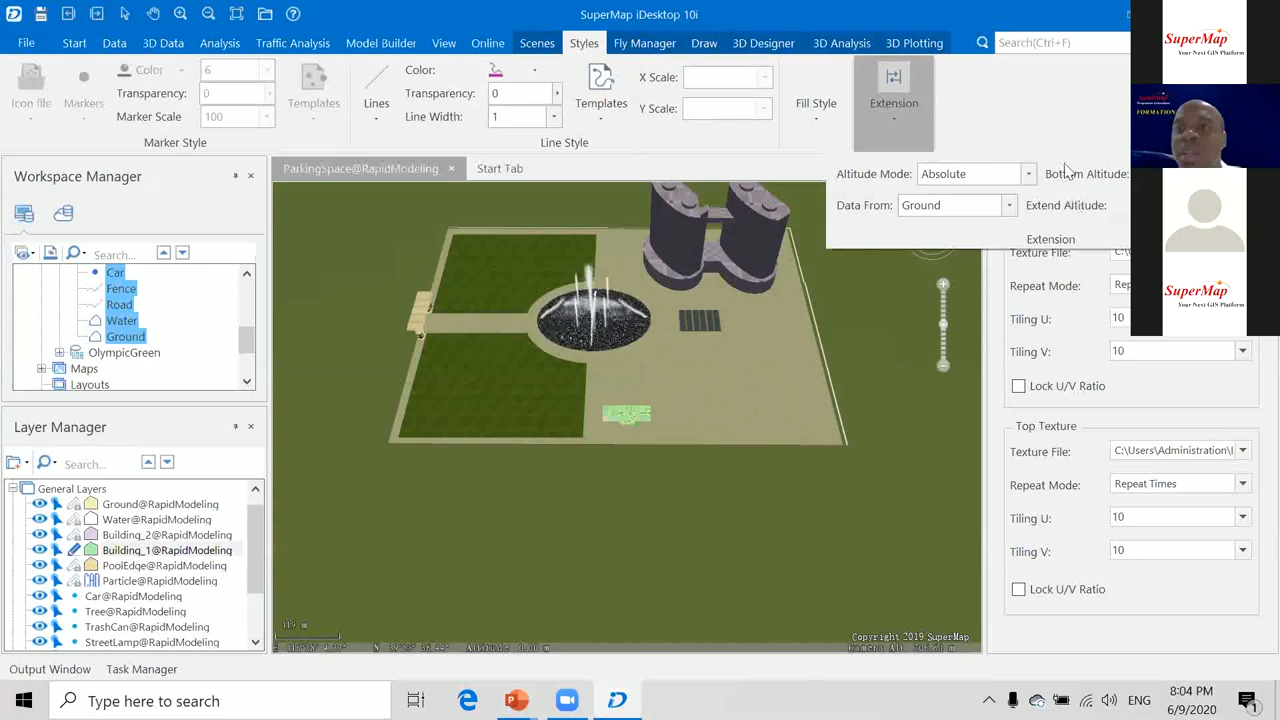 SuperMap iDesktop 10i
File Start Data 3D Data Analysis Traffic Analysis Model Builder View Online Scenes Styles Fly Manager Draw 3D Designer 3D Analysis 3D Plotting Search(Ctrl+F)
Icon file
Markers
Color
6
Transparency:
0
Marker Scale
100
Templates
Marker Style
Lines
Color:
Transparency:
0
Line Width:
1
Templates
X Scale:
Y Scale:
Line Style
Fill Style
Extension
Altitude Mode: Absolute Bottom Altitude:
Data From: Ground Extend Altitude:
Extension
SuperMap
Your Next GIS Platform
FORMATION
SuperMap
Your Next GIS Platform
Workspace Manager
Search...
Car
Fence
Road
Water
Ground
OlympicGreen
Maps
Layouts
Layer Manager
Search...
General Layers
Ground@RapidModeling
Water@RapidModeling
Building_2@RapidModeling
Building_1@RapidModeling
PoolEdge@RapidModeling
Particle@RapidModeling
Car@RapidModeling
Tree@RapidModeling
TrashCan@RapidModeling
StreetLamp@RapidModeling
ParkingSpace@RapidModeling Start Tab
119 m
Altitude 0.00 m
Copyright 2019 SuperMap
Texture File:
Repeat Mode: Rep
Tiling U: 10
Tiling V: 10
Lock U/V Ratio
Top Texture
Texture File: C:\Users\Administration\I
Repeat Mode: Repeat Times
Tiling U: 10
Tiling V: 10
Lock U/V Ratio
Output Window Task Manager
Type here to search
ENG
8:04 PM
6/9/2020
1